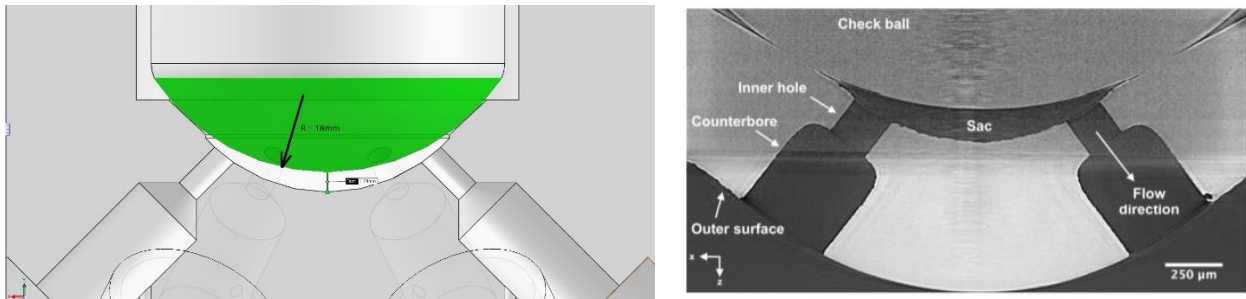 R = 18mm
Check ball
Inner hole
Sac
Counterbore
Flow
direction
Outer surface
x
z
250 µm